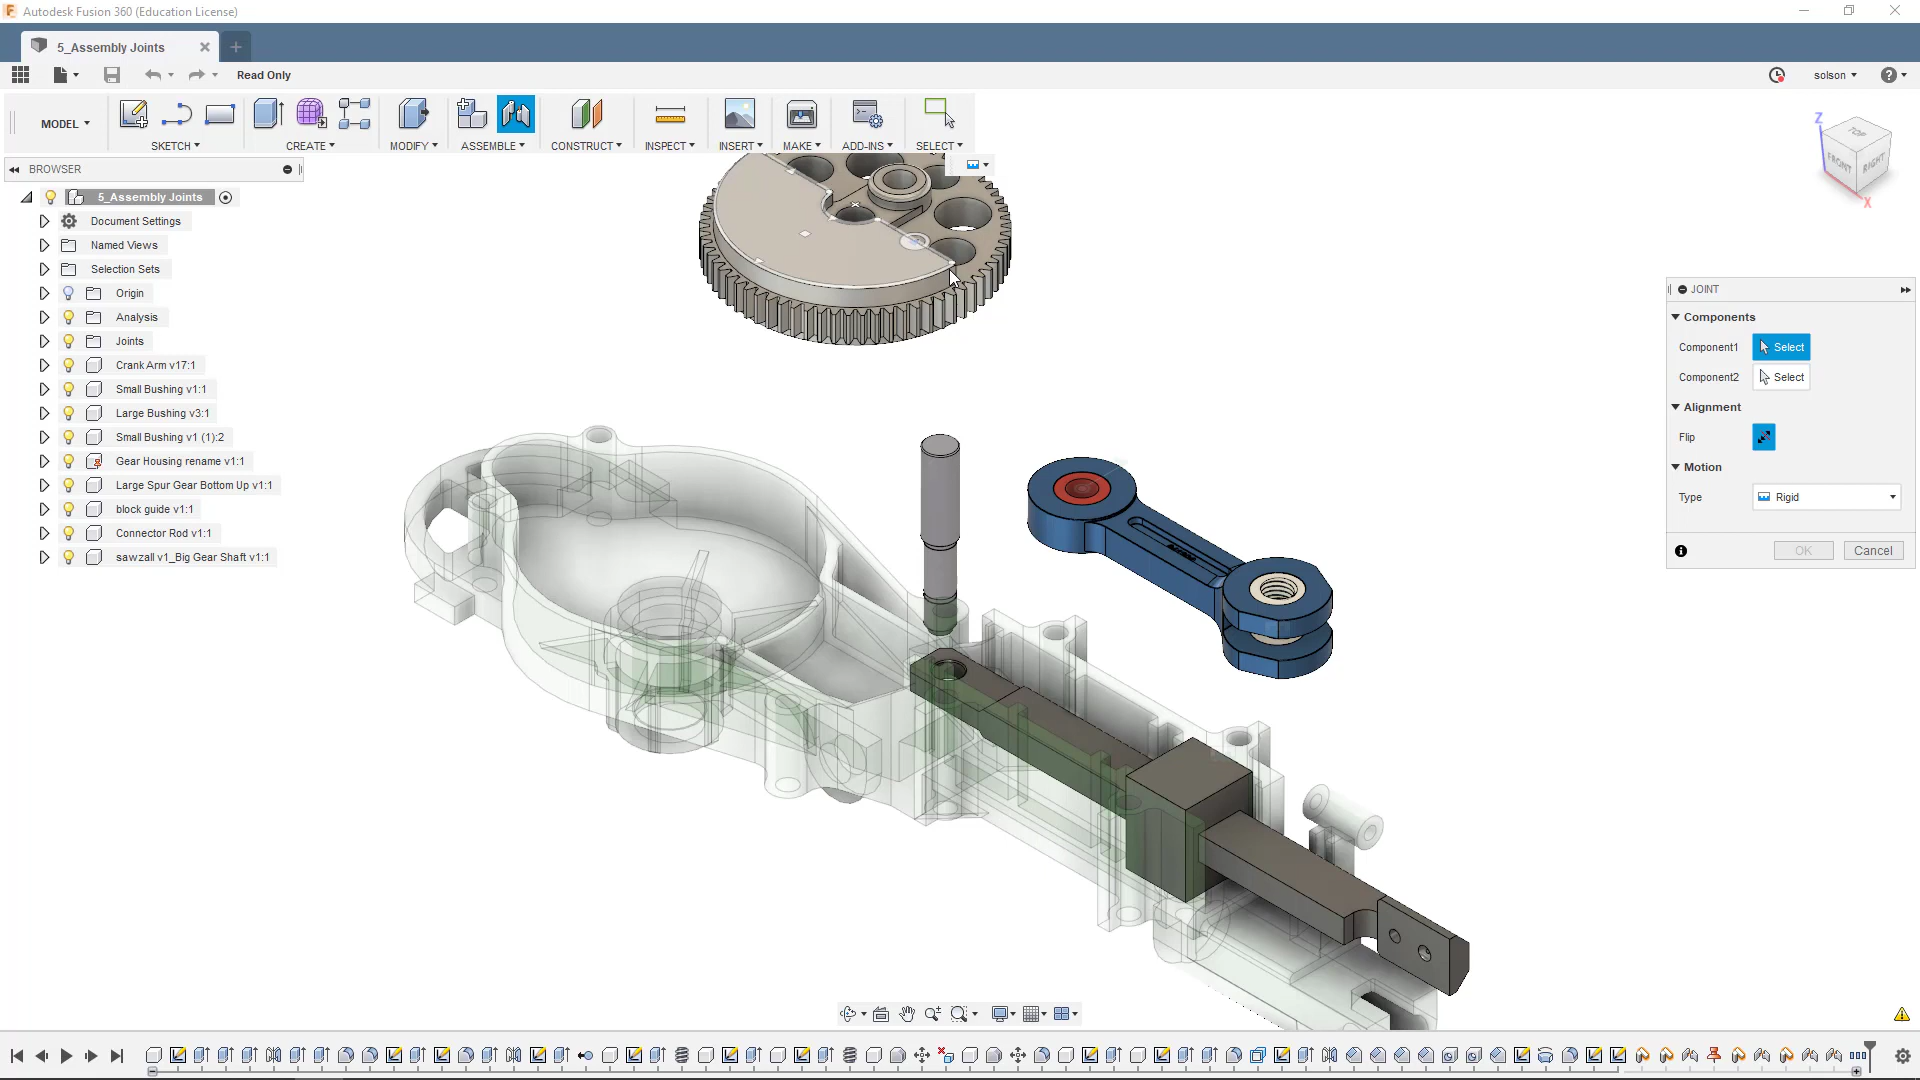 Autodesk Fusion 360 (Education License)
5_Assembly Joints
Read Only
solson
MODEL
SKETCH
CREATE
MODIFY
ASSEMBLE
CONSTRUCT
INSPECT
INSERT
MAKE
ADD-INS
SELECT
BROWSER
5_Assembly Joints
Document Settings
Named Views
Selection Sets
Origin
Analysis
Joints
Crank Arm v17:1
Small Bushing v1:1
Large Bushing v3:1
Small Bushing v1 (1):2
Gear Housing rename v1:1
Large Spur Gear Bottom Up v1:1
block guide v1:1
Connector Rod v1:1
sawzall v1_Big Gear Shaft v1:1
Z
TOP
FRONT
RIGHT
X
JOINT
Components
Component1 Select
Component2 Select
Alignment
Flip
Motion
Type Rigid
OK Cancel